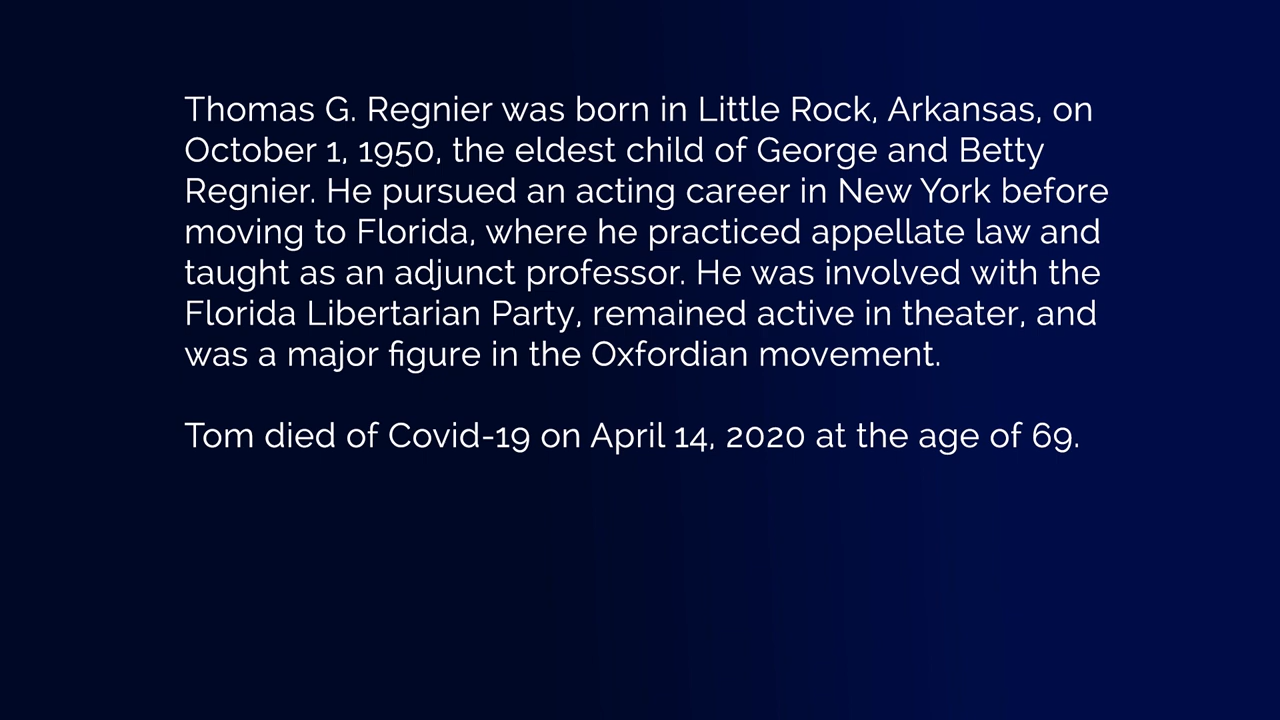 Thomas G. Regnier was born in Little Rock, Arkansas, on
October 1, 1950, the eldest child of George and Betty
Regnier. He pursued an acting career in New York before
moving to Florida, where he practiced appellate law and
taught as an adjunct professor. He was involved with the
Florida Libertarian Party, remained active in theater, and
was a major figure in the Oxfordian movement.
Tom died of Covid-19 on April 14, 2020 at the age of 69.